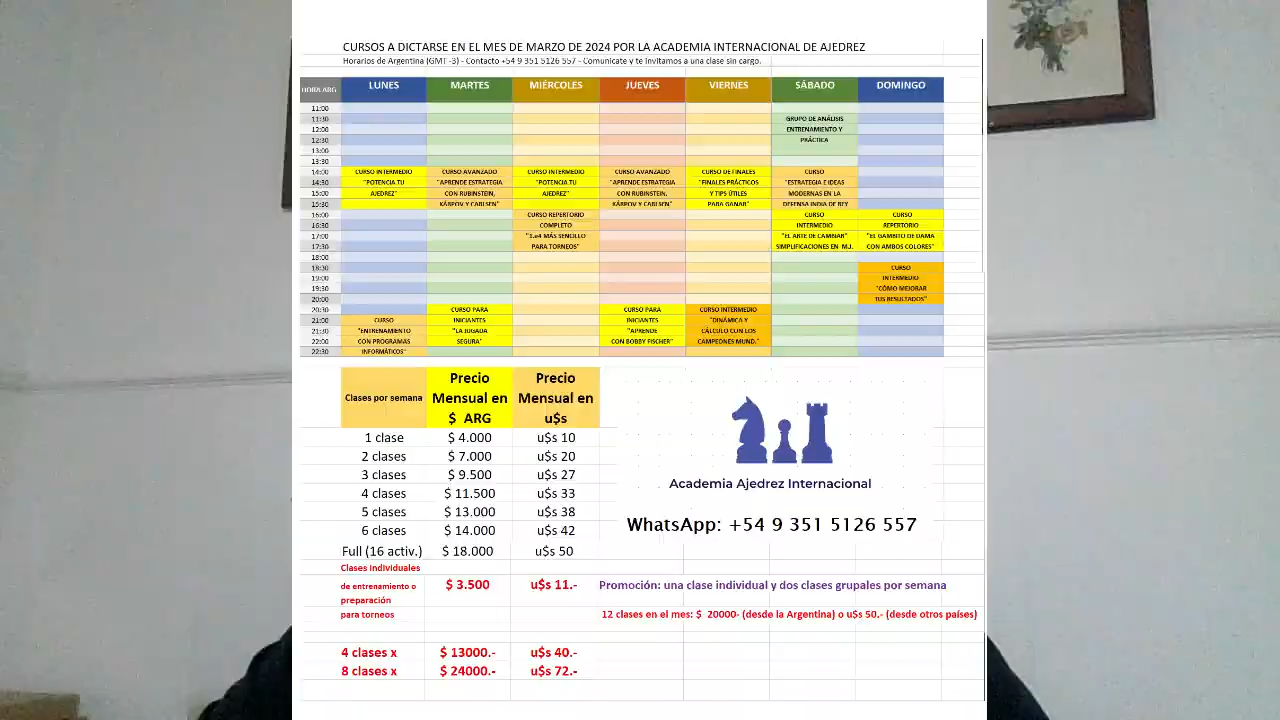 CURSOS A DICTARSE EN EL MES DE MARZO DE 2024 POR LA ACADEMIA INTERNACIONAL DE AJEDREZ
Horarios de Argentina (GMT -3) - Contacto +54 9 351 5126 557 - Comunícate y te invitamos a una clase sin cargo.
HORA ARG LUNES MARTES MIÉRCOLES JUEVES VIERNES SÁBADO DOMINGO
11:00
11:30 GRUPO DE ANÁLISIS
12:00 ENTRENAMIENTO Y
12:30 PRÁCTICA
13:00
13:30
14:00 CURSO INTERMEDIO CURSO AVANZADO CURSO INTERMEDIO CURSO AVANZADO CURSO DE FINALES CURSO
14:30 "POTENCIA TU "APRENDE ESTRATEGIA "POTENCIA TU "APRENDE ESTRATEGIA "FINALES PRÁCTICOS "ESTRATEGIA E IDEAS
15:00 AJEDREZ" CON RUBINSTEIN, AJEDREZ" CON RUBINSTEIN, Y TIPS ÚTILES MODERNAS EN LA
15:30 KÁRPOV Y CARLSEN" KÁRPOV Y CARLSEN" PARA GANAR" DEFENSA INDIA DE REY
16:00 CURSO REPERTORIO CURSO CURSO
16:30 COMPLETO INTERMEDIO REPERTORIO
17:00 "1.e4 MÁS SENCILLO "EL ARTE DE CAMBIAR" "EL GAMBITO DE DAMA
17:30 PARA TORNEOS" SIMPLIFICACIONES EN M.J. CON AMBOS COLORES"
18:00
18:30 CURSO
19:00 INTERMEDIO
19:30 "CÓMO MEJORAR
20:00 TUS RESULTADOS"
20:30 CURSO PARA CURSO PARA CURSO INTERMEDIO
21:00 CURSO INICIANTES INICIANTES "DINÁMICA Y
21:30 "ENTRENAMIENTO "LA JUGADA "APRENDE CÁLCULO CON LOS
22:00 CON PROGRAMAS SEGURA" CON BOBBY FISCHER" CAMPEONES MUND."
22:30 INFORMÁTICOS"
Clases por semana Precio Mensual en $ ARG Precio Mensual en u$s
1 clase $ 4.000 u$s 10
2 clases $ 7.000 u$s 20
3 clases $ 9.500 u$s 27
4 clases $ 11.500 u$s 33
5 clases $ 13.000 u$s 38
6 clases $ 14.000 u$s 42
Full (16 activ.) $ 18.000 u$s 50
Academia Ajedrez Internacional
WhatsApp: +54 9 351 5126 557
Clases individuales
de entrenamiento o $ 3.500 u$s 11.- Promoción: una clase individual y dos clases grupales por semana
preparación
para torneos 12 clases en el mes: $ 20000- (desde la Argentina) o u$s 50.- (desde otros países)
4 clases x $ 13000.- u$s 40.-
8 clases x $ 24000.- u$s 72.-